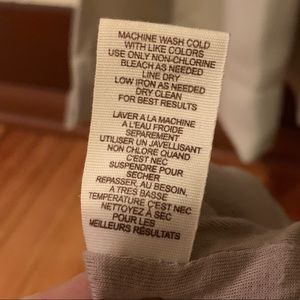 MACHINE WASH COLD
WITH LIKE COLORS
USE ONLY NON-CHLORINE
BLEACH AS NEEDED
LINE DRY
LOW IRON AS NEEDED
DRY CLEAN
FOR BEST RESULTS
LAVER A LA MACHINE
A L'EAU FROIDE
SEPAREMENT
UTILISER UN JAVELLISANT
NON CHLORE QUAND
C'EST NEC
SUSPENDRE POUR
SECHER
REPASSER, AU BESOIN,
A TRES BASSE
TEMPERATURE C'EST NEC
NETTOYEZ À SEC
POUR LES
MEILLEURS RÉSULTATS